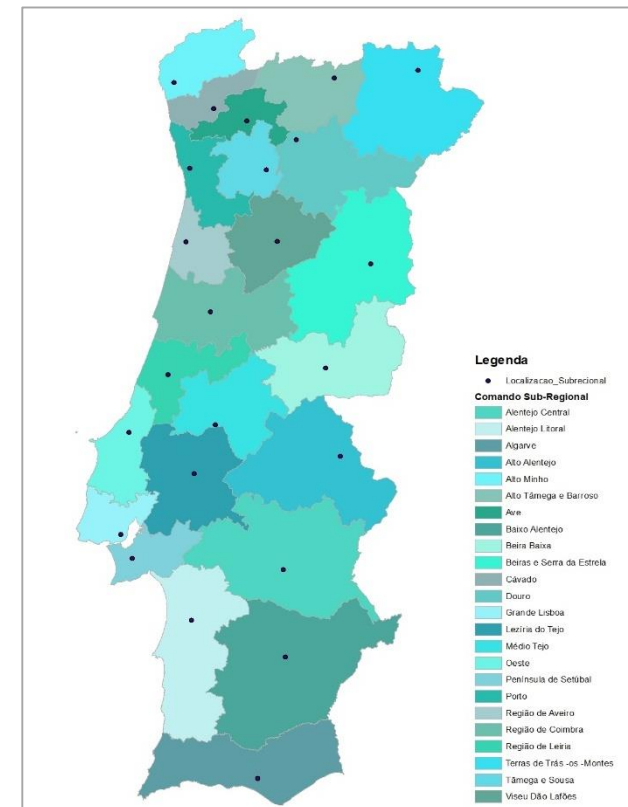 Legenda
Localizacao_Subrecional
Comando Sub-Regional
Alentejo Central
Alentejo Litoral
Algarve
Alto Alentejo
Alto Minho
Alto Tâmega e Barroso
Ave
Baixo Alentejo
Beira Baixa
Beiras e Serra da Estrela
Cávado
Douro
Grande Lisboa
Lezíria do Tejo
Médio Tejo
Oeste
Península de Setúbal
Porto
Região de Aveiro
Região de Coimbra
Região de Leiria
Terras de Trás -os -Montes
Tâmega e Sousa
Viseu Dão Lafões